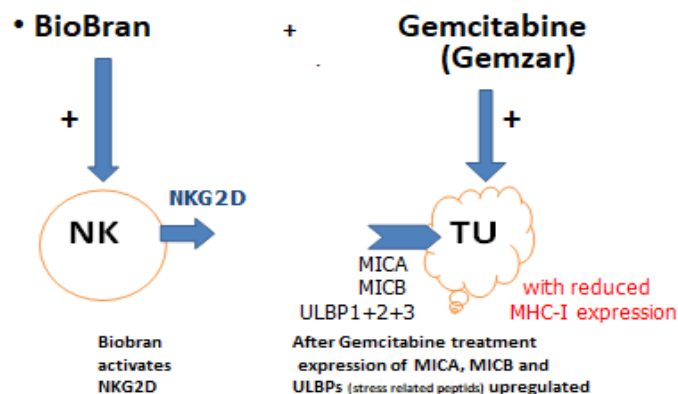 • BioBran + Gemcitabine
(Gemzar)
+ +
NKG2D
NK TU
MICA
MICB
ULBP1+2+3
with reduced
MHC-I expression
Biobran
activates
NKG2D
After Gemcitabine treatment
expression of MICA, MICB and
ULBPs (stress related peptids) upregulated